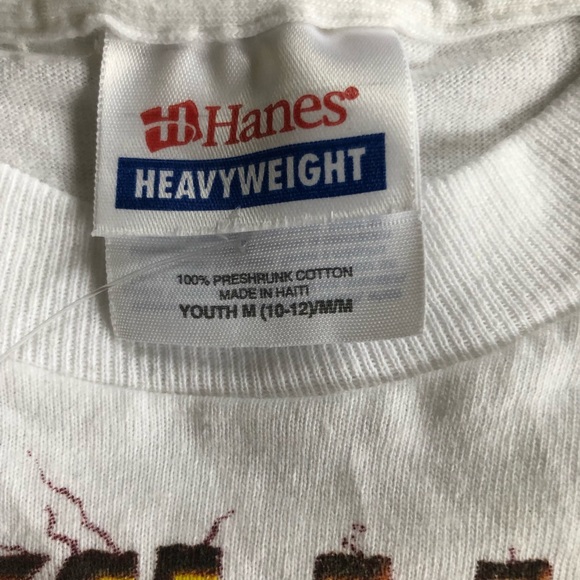 Hanes
HEAVYWEIGHT
100% PRESHRUNK COTTON
MADE IN HAITI
YOUTH M (10-12)/M/M